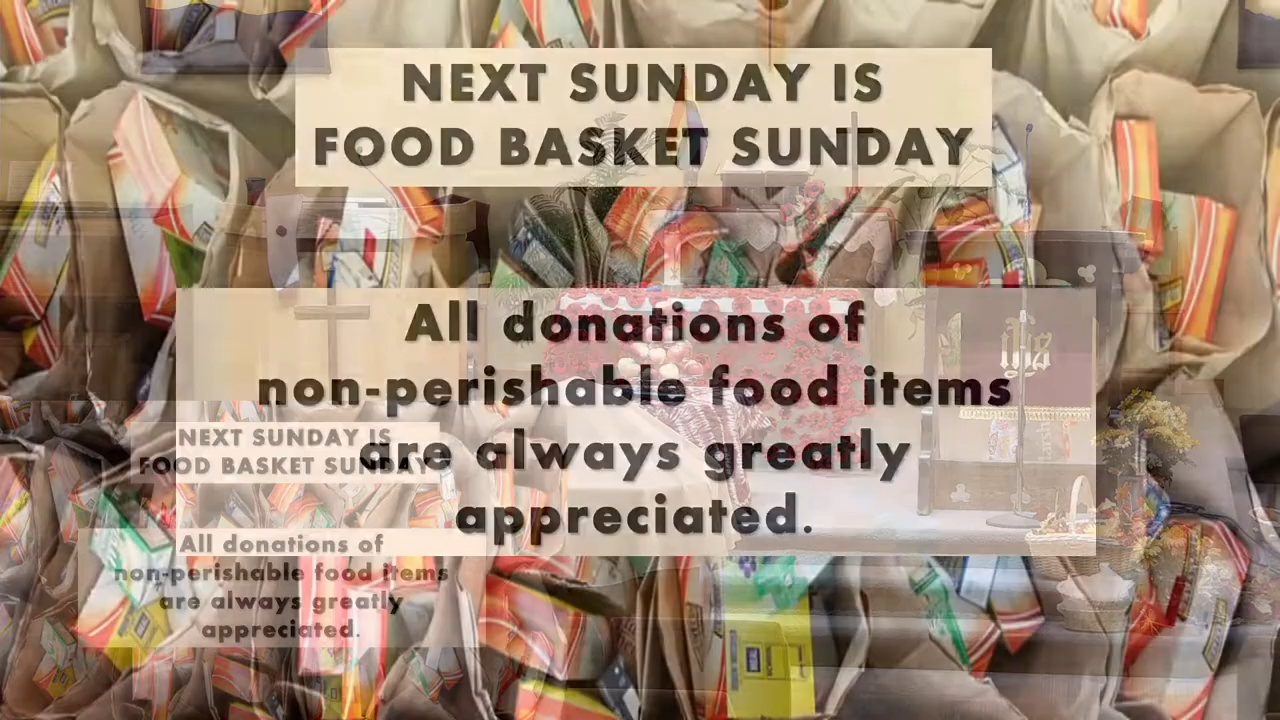 NEXT SUNDAY IS
FOOD BASKET SUNDAY
All donations of
non-perishable food items
are always greatly
appreciated.
NEXT SUNDAY IS
FOOD BASKET SUNDAY
All donations of
non-perishable food items
are always greatly
appreciated.
ihs